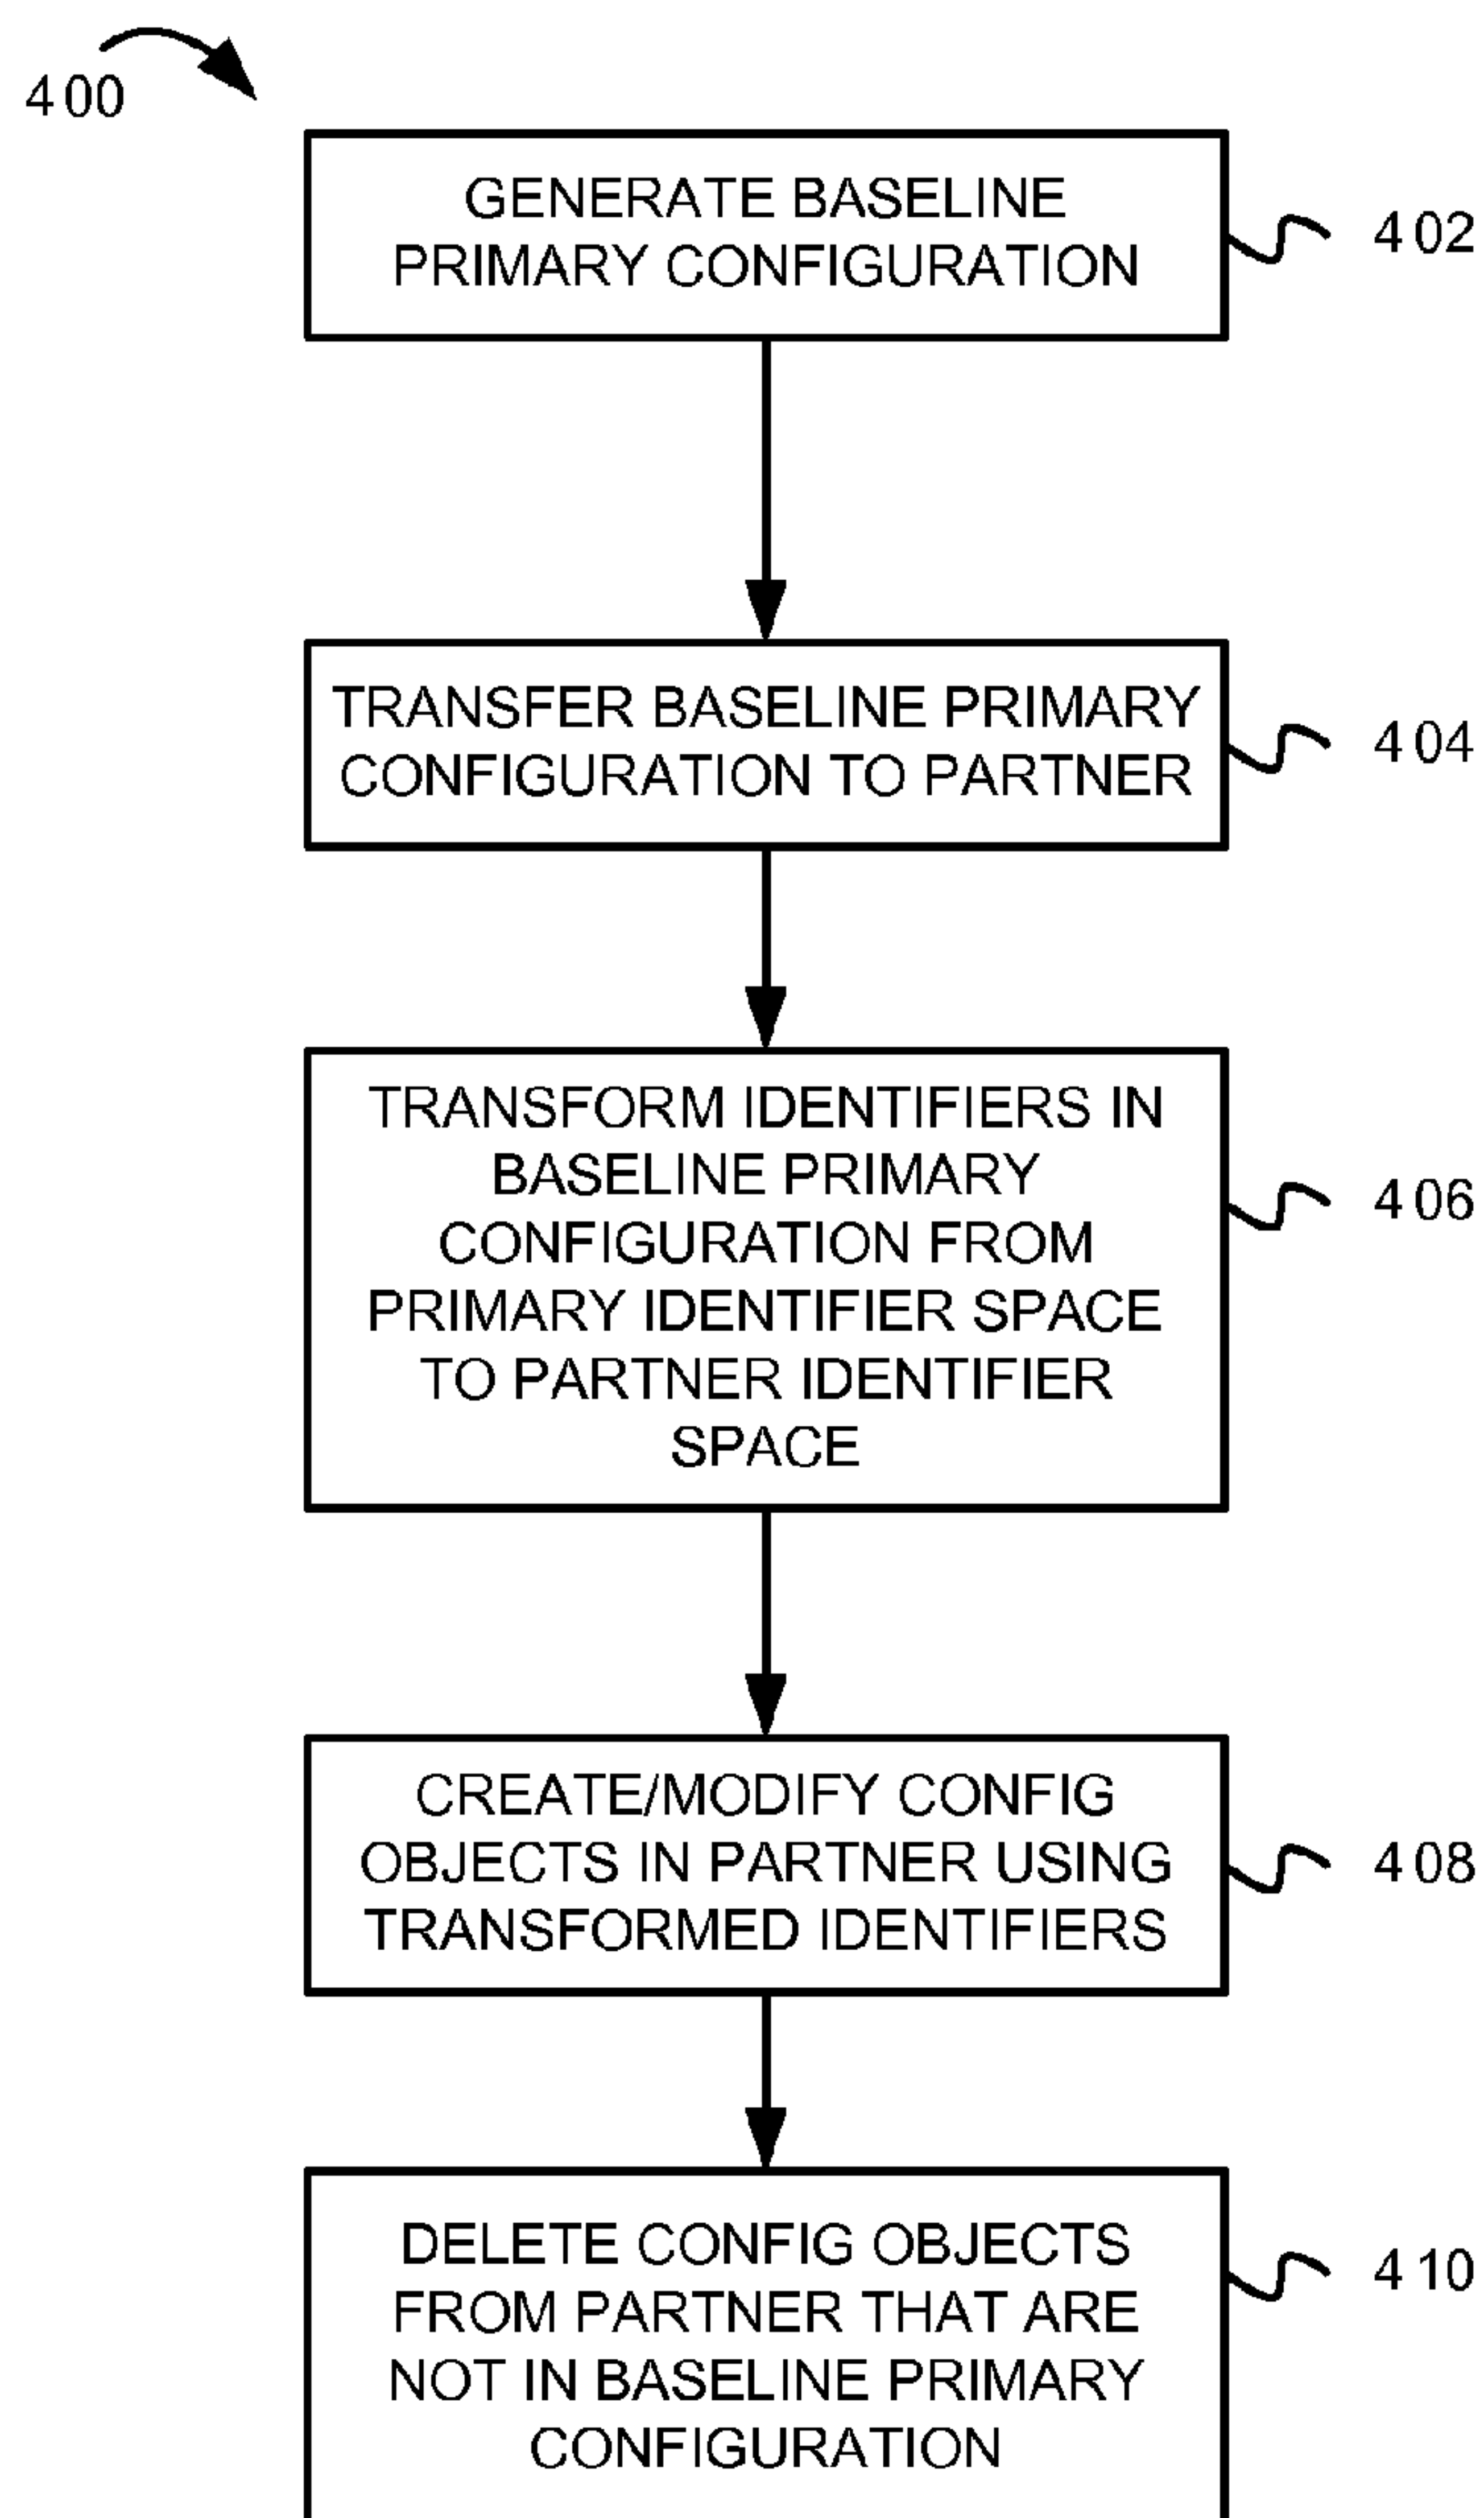 400
GENERATE BASELINE
PRIMARY CONFIGURATION
402
TRANSFER BASELINE PRIMARY
CONFIGURATION TO PARTNER
404
TRANSFORM IDENTIFIERS IN
BASELINE PRIMARY
CONFIGURATION FROM
PRIMARY IDENTIFIER SPACE
TO PARTNER IDENTIFIER
SPACE
406
CREATE/MODIFY CONFIG
OBJECTS IN PARTNER USING
TRANSFORMED IDENTIFIERS
408
DELETE CONFIG OBJECTS
FROM PARTNER THAT ARE
NOT IN BASELINE PRIMARY
CONFIGURATION
410